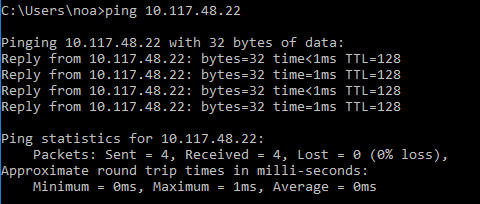 C:\Users\noa>ping 10.117.48.22
Pinging 10.117.48.22 with 32 bytes of data:
Reply from 10.117.48.22: bytes=32 time<1ms TTL=128
Reply from 10.117.48.22: bytes=32 time=1ms TTL=128
Reply from 10.117.48.22: bytes=32 time<1ms TTL=128
Reply from 10.117.48.22: bytes=32 time=1ms TTL=128
Ping statistics for 10.117.48.22:
    Packets: Sent = 4, Received = 4, Lost = 0 (0% loss),
Approximate round trip times in milli-seconds:
    Minimum = 0ms, Maximum = 1ms, Average = 0ms